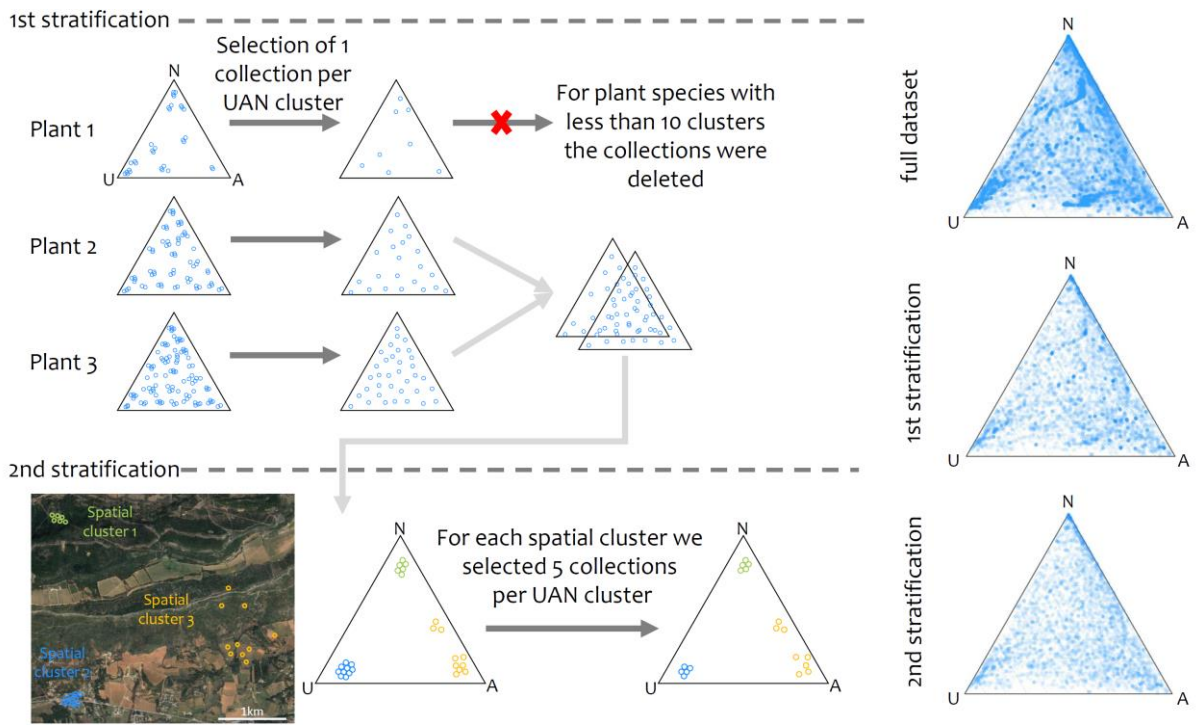 1st stratification
Selection of 1
collection per
UAN cluster
N
Plant 1
U
A
For plant species with
less than 10 clusters
the collections were
deleted
Plant 2
Plant 3
2nd stratification
Spatial
cluster 1
Spatial
cluster 3
Spatial
cluster 2
1km
N
U
A
For each spatial cluster we
selected 5 collections
per UAN cluster
N
U
A
full dataset
N
U
A
1st stratification
N
U
A
2nd stratification
N
U
A